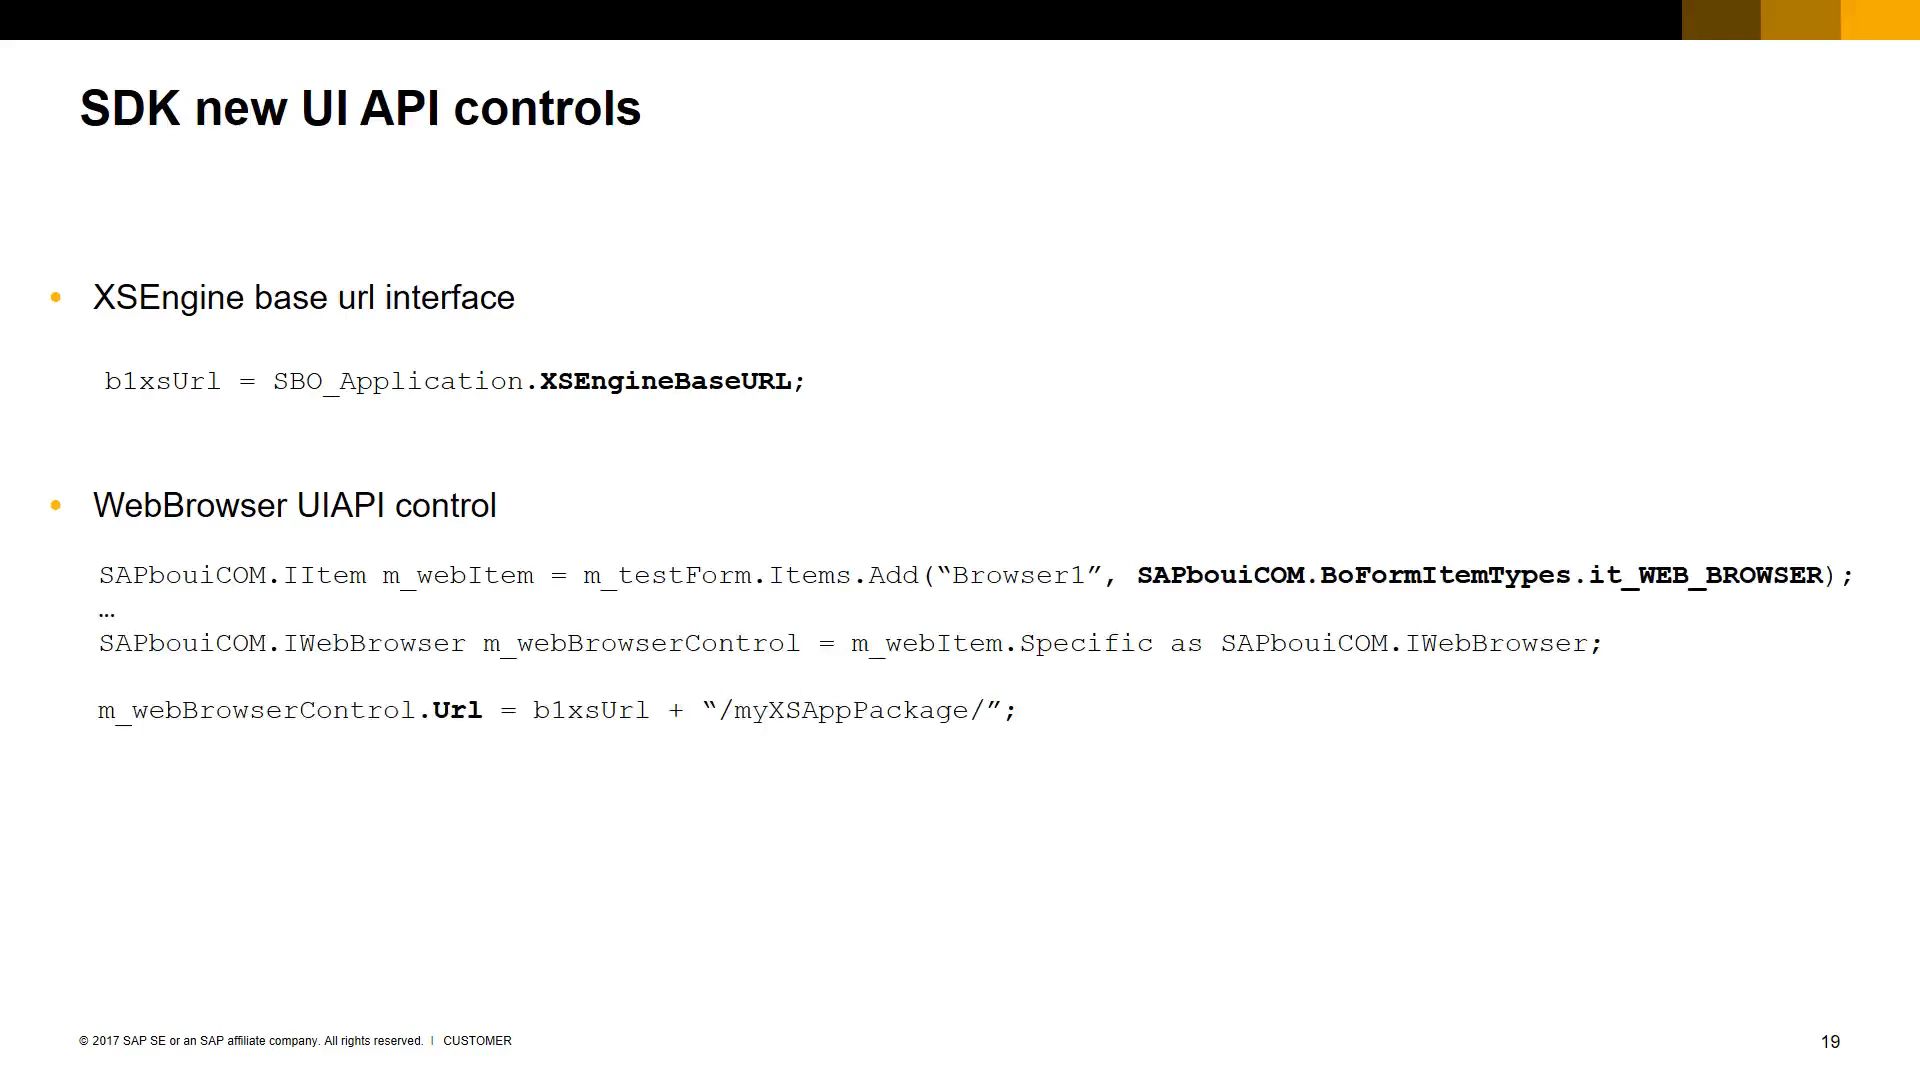 SDK new UI API controls
• XSEngine base url interface
b1xsUrl = SBO_Application.XSEngineBaseURL;
• WebBrowser UIAPI control
SAPbouiCOM.IItem m_webItem = m_testForm.Items.Add(“Browser1”, SAPbouiCOM.BoFormItemTypes.it_WEB_BROWSER);
…
SAPbouiCOM.IWebBrowser m_webBrowserControl = m_webItem.Specific as SAPbouiCOM.IWebBrowser;
m_webBrowserControl.Url = b1xsUrl + “/myXSAppPackage/”;
© 2017 SAP SE or an SAP affiliate company. All rights reserved. | CUSTOMER
19